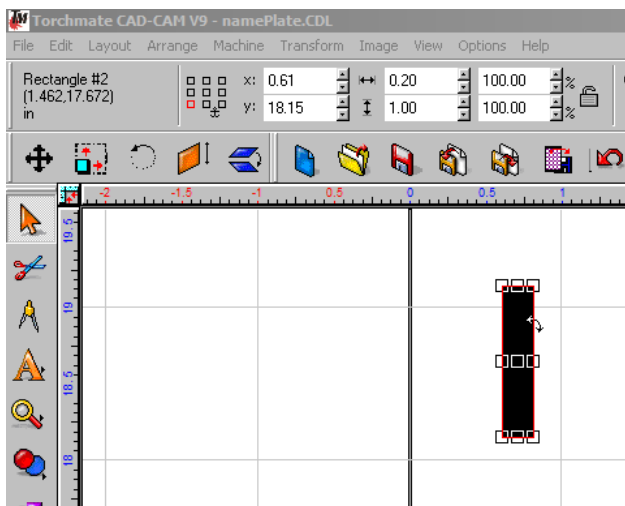 Torchmate CAD-CAM V9 - namePlate.CDL
File Edit Layout Arrange Machine Transform Image View Options Help
Rectangle #2
(1.462,17.672)
in
x: 0.61 0.20 100.00 %
y: 18.15 1.00 100.00 %
-2 -1.5 -1 0.5 0 0.5 1
19.5
19
18.5
18